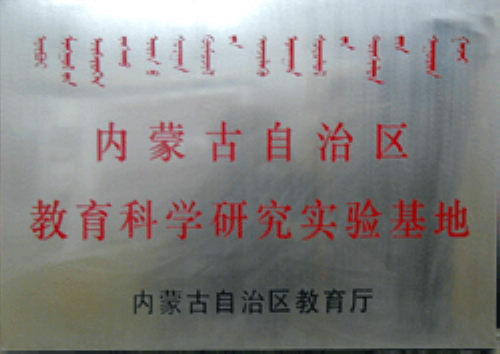 内蒙古自治区
教育科学研究实验基地
内蒙古自治区教育厅